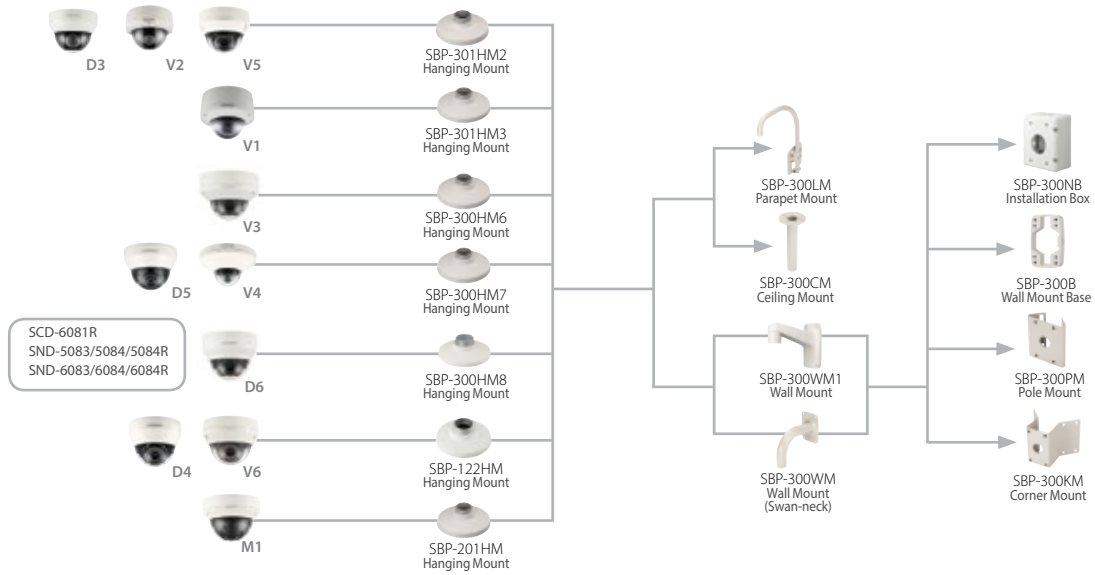 D3
V2
V5
SBP-301HM2
Hanging Mount
V1
SBP-301HM3
Hanging Mount
V3
SBP-300HM6
Hanging Mount
D5
V4
SBP-300HM7
Hanging Mount
SCD-6081R
SND-5083/5084/5084R
SND-6083/6084/6084R
D6
SBP-300HM8
Hanging Mount
D4
V6
SBP-122HM
Hanging Mount
M1
SBP-201HM
Hanging Mount
SBP-300LM
Parapet Mount
SBP-300CM
Ceiling Mount
SBP-300WM1
Wall Mount
SBP-300WM
Wall Mount
(Swan-neck)
SBP-300NB
Installation Box
SBP-300B
Wall Mount Base
SBP-300PM
Pole Mount
SBP-300KM
Corner Mount